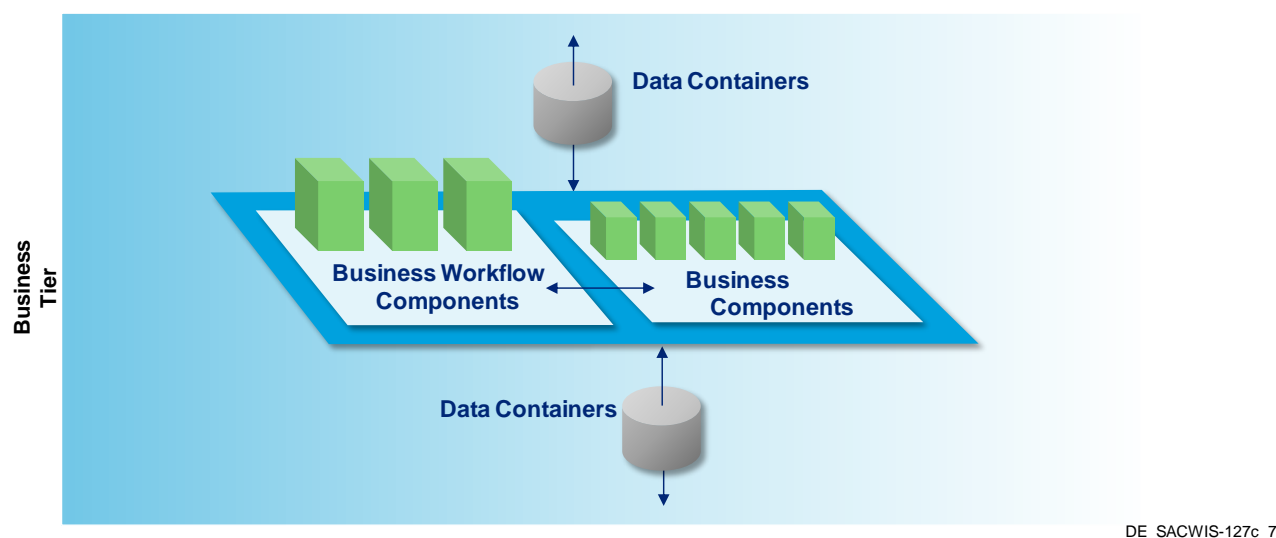 Data Containers
Business
Tier
Business Workflow
Components
Business
Components
Data Containers
DE SACWIS-127c 7